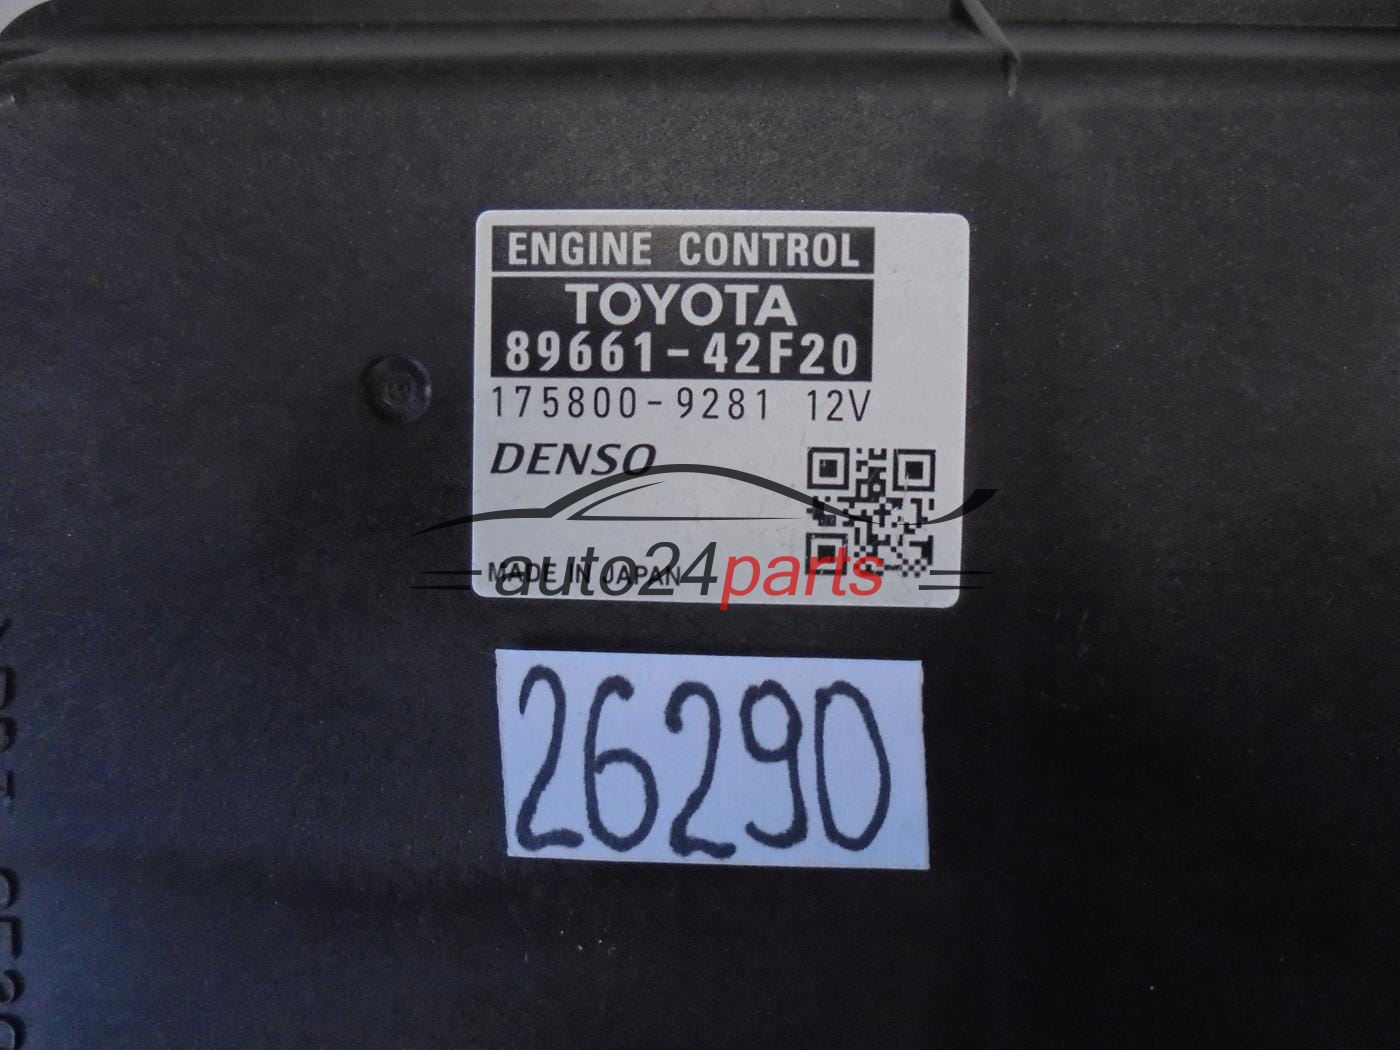 ENGINE CONTROL
TOYOTA
89661-42F20
175800-9281 12V
DENSO
MADE IN JAPAN
auto24parts
26290